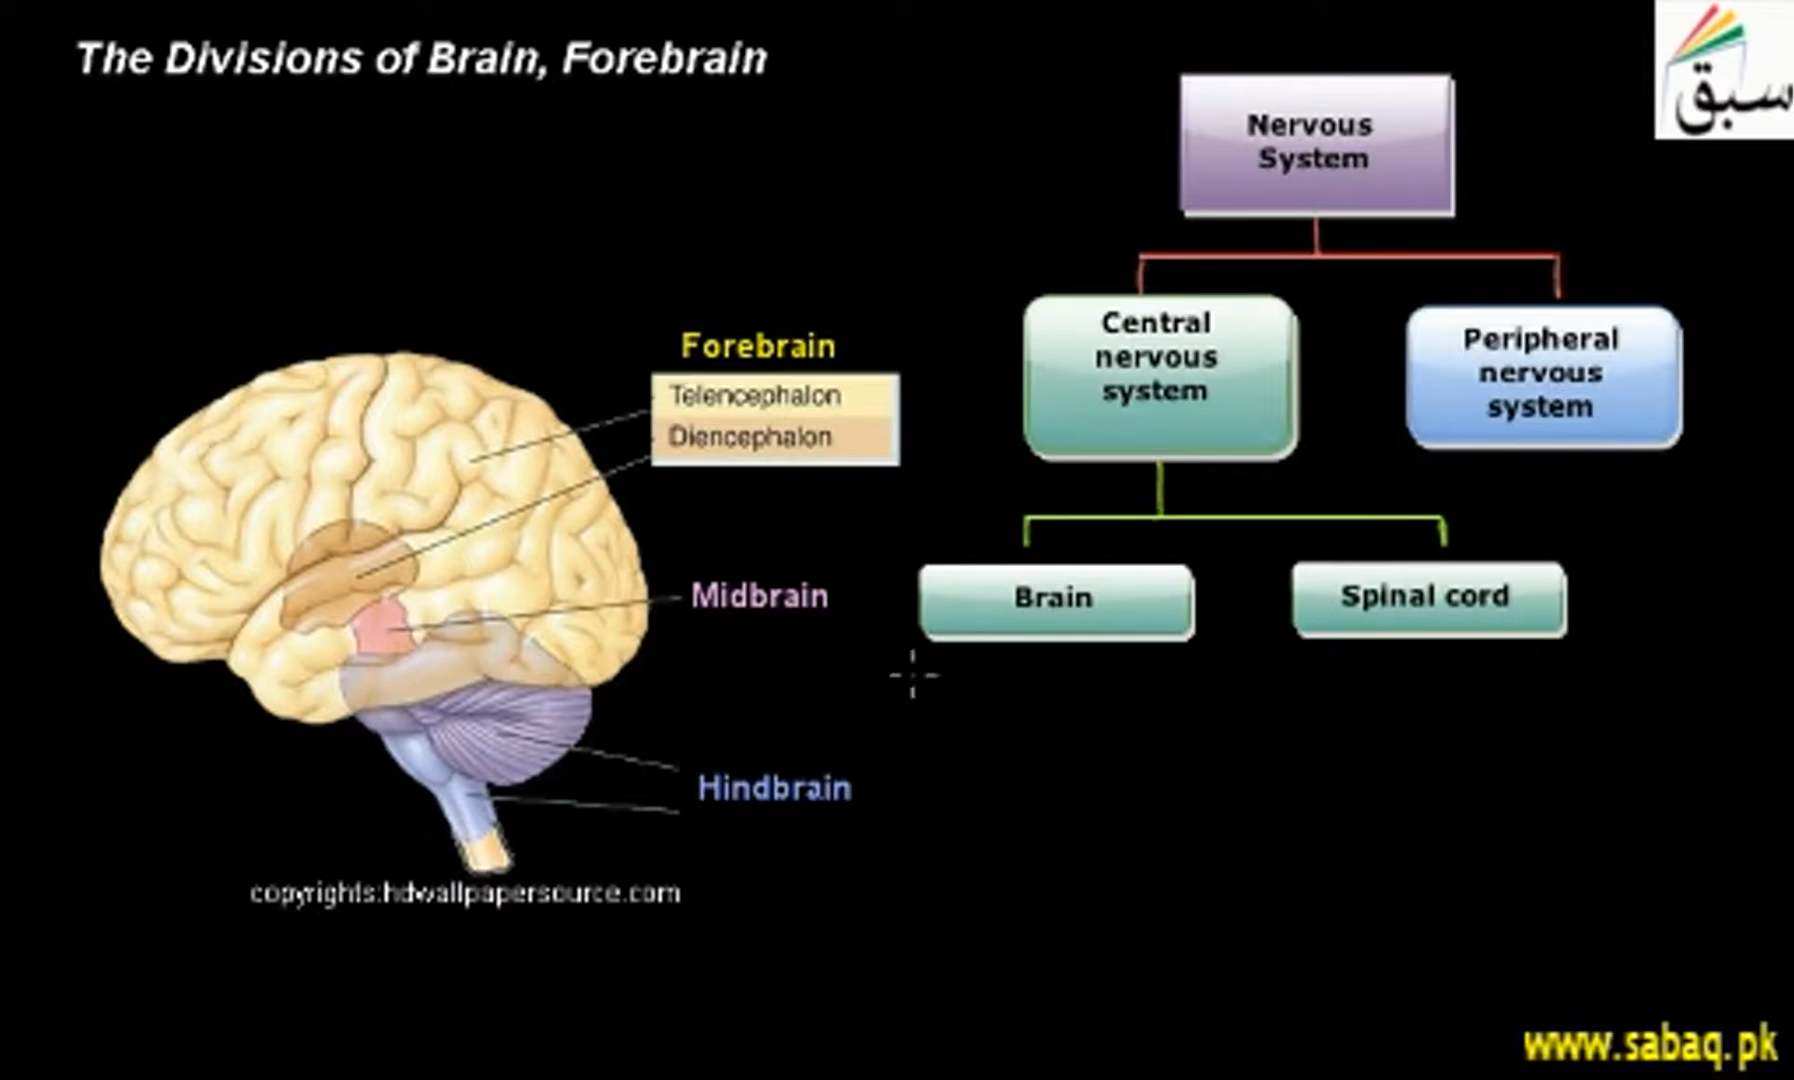 The Divisions of Brain, Forebrain
سبق
Nervous
System
Central
nervous
system
Peripheral
nervous
system
Brain
Spinal cord
Forebrain
Telencephalon
Diencephalon
Midbrain
Hindbrain
copyrights:hdwallpapersource.com
www.sabaq.pk